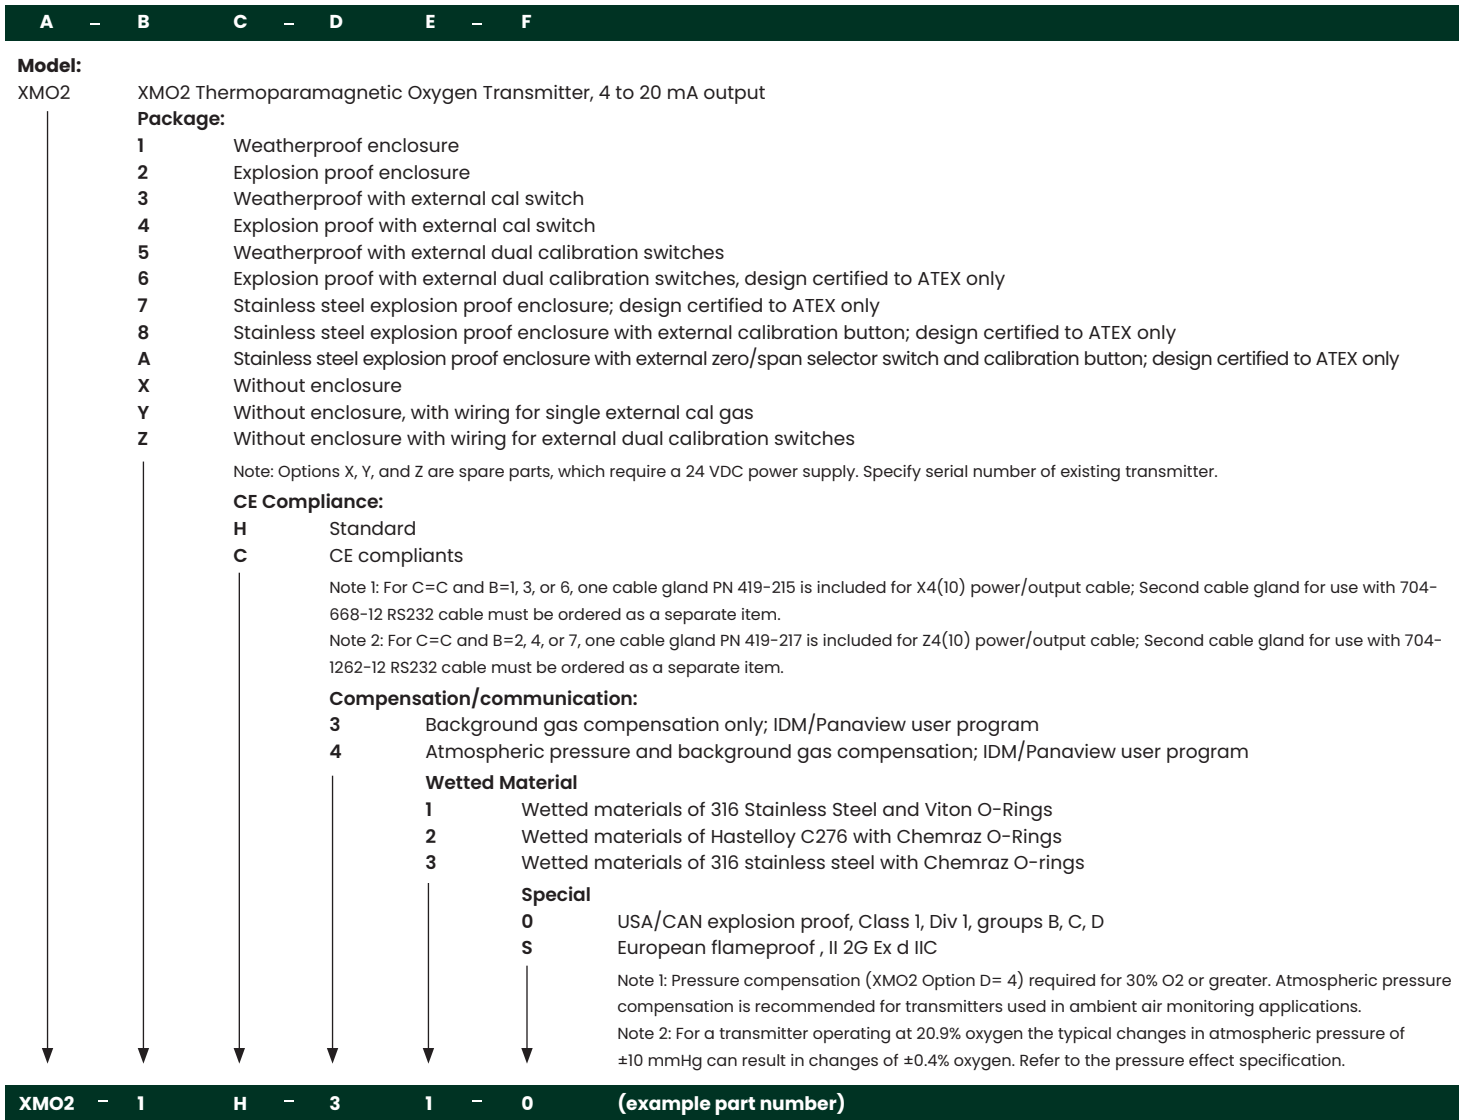 A – B C – D E – F
Model:
XMO2 XMO2 Thermoparamagnetic Oxygen Transmitter, 4 to 20 mA output
Package:
1 Weatherproof enclosure
2 Explosion proof enclosure
3 Weatherproof with external cal switch
4 Explosion proof with external cal switch
5 Weatherproof with external dual calibration switches
6 Explosion proof with external dual calibration switches, design certified to ATEX only
7 Stainless steel explosion proof enclosure; design certified to ATEX only
8 Stainless steel explosion proof enclosure with external calibration button; design certified to ATEX only
A Stainless steel explosion proof enclosure with external zero/span selector switch and calibration button; design certified to ATEX only
X Without enclosure
Y Without enclosure, with wiring for single external cal gas
Z Without enclosure with wiring for external dual calibration switches
Note: Options X, Y, and Z are spare parts, which require a 24 VDC power supply. Specify serial number of existing transmitter.
CE Compliance:
H Standard
C CE compliants
Note 1: For C=C and B=1, 3, or 6, one cable gland PN 419-215 is included for X4(10) power/output cable; Second cable gland for use with 704-
668-12 RS232 cable must be ordered as a separate item.
Note 2: For C=C and B=2, 4, or 7, one cable gland PN 419-217 is included for Z4(10) power/output cable; Second cable gland for use with 704-
1262-12 RS232 cable must be ordered as a separate item.
Compensation/communication:
3 Background gas compensation only; IDM/Panaview user program
4 Atmospheric pressure and background gas compensation; IDM/Panaview user program
Wetted Material
1 Wetted materials of 316 Stainless Steel and Viton O-Rings
2 Wetted materials of Hastelloy C276 with Chemraz O-Rings
3 Wetted materials of 316 stainless steel with Chemraz O-rings
Special
0 USA/CAN explosion proof, Class 1, Div 1, groups B, C, D
S European flameproof , II 2G Ex d IIC
Note 1: Pressure compensation (XMO2 Option D= 4) required for 30% O2 or greater. Atmospheric pressure
compensation is recommended for transmitters used in ambient air monitoring applications.
Note 2: For a transmitter operating at 20.9% oxygen the typical changes in atmospheric pressure of
±10 mmHg can result in changes of ±0.4% oxygen. Refer to the pressure effect specification.
XMO2 – 1 H – 3 1 – 0 (example part number)